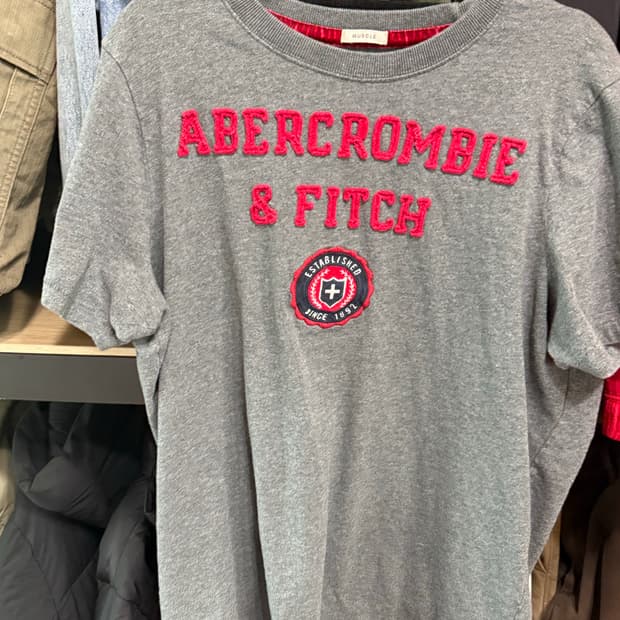 MUSCLE
ABERCROMBIE
& FITCH
ESTABLISHED
SINCE 1892